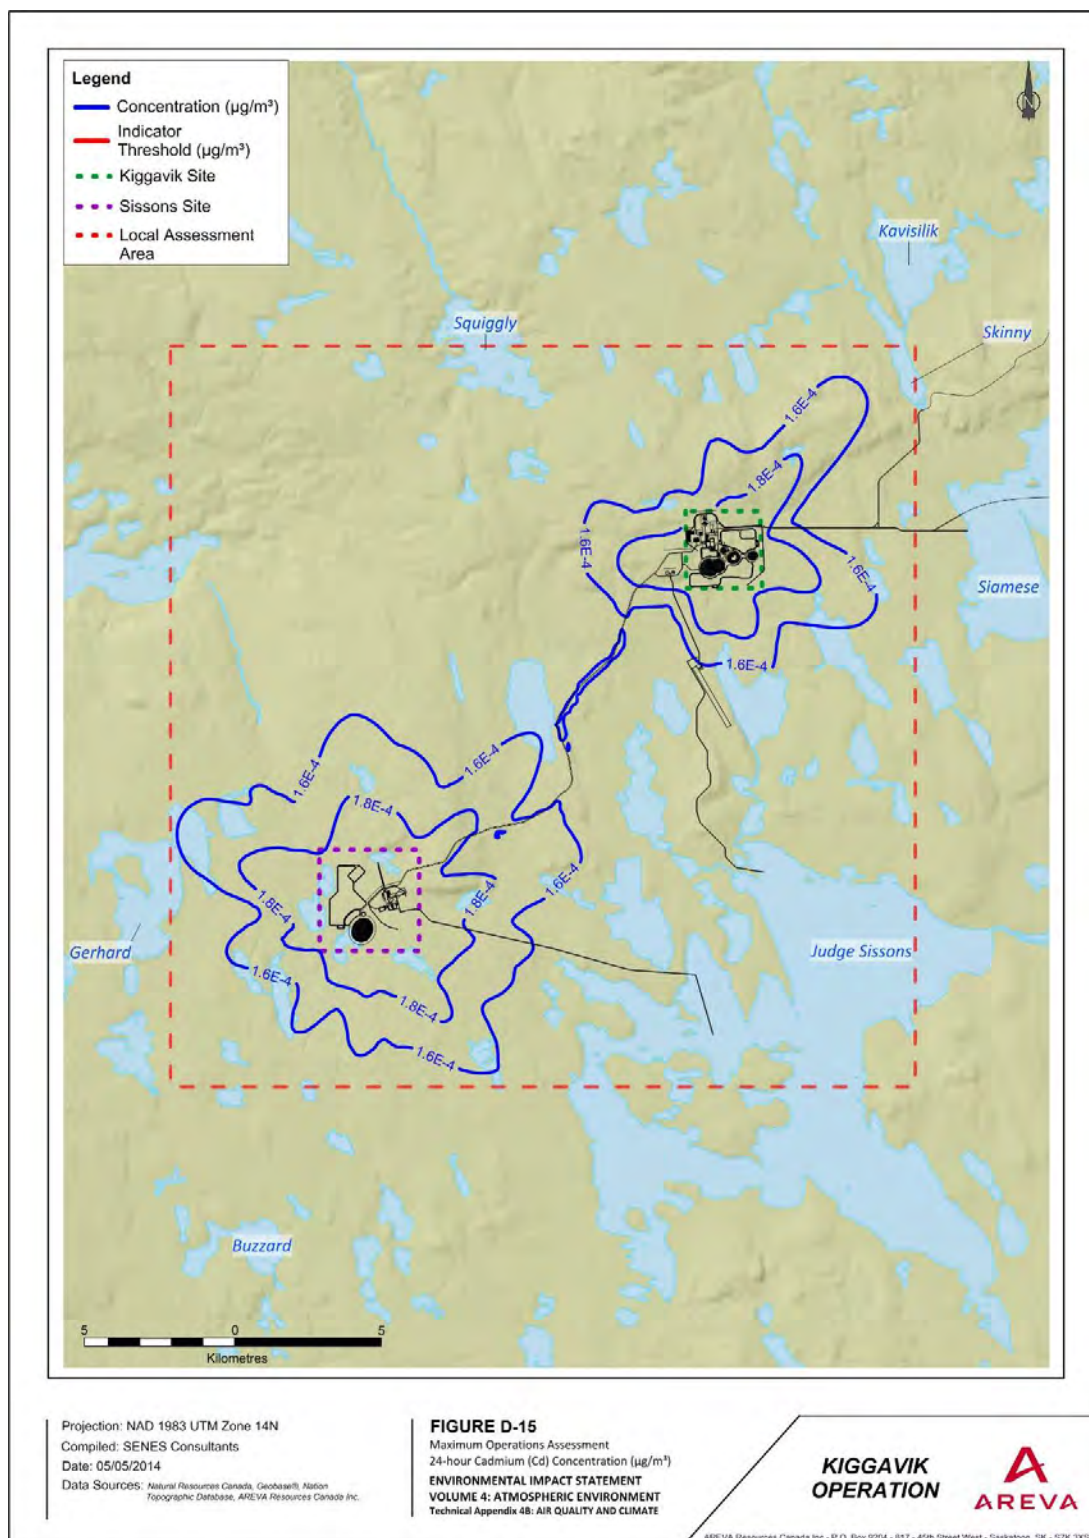 Legend
Concentration (µg/m³)
Indicator
Threshold (µg/m³)
Kiggavik Site
Sissons Site
Local Assessment
Area
N
Kavisilik
Squiggly
Skinny
1.6E-4
1.8E-4
1.6E-4
1.6E-4
Siamese
1.6E-4
1.6E-4
1.6E-4
1.8E-4
1.6E-4
1.8E-4
1.8E-4
Gerhard
Judge Sissons
1.6E-4
1.8E-4
1.6E-4
Buzzard
5 0 5
Kilometres
Projection: NAD 1983 UTM Zone 14N
Compiled: SENES Consultants
Date: 05/05/2014
Data Sources: Natural Resources Canada, Geobase®, Nation
Topographic Database, AREVA Resources Canada Inc.
FIGURE D-15
Maximum Operations Assessment
24-hour Cadmium (Cd) Concentration (µg/m³)
ENVIRONMENTAL IMPACT STATEMENT
VOLUME 4: ATMOSPHERIC ENVIRONMENT
Technical Appendix 4B: AIR QUALITY AND CLIMATE
KIGGAVIK
OPERATION
AREVA